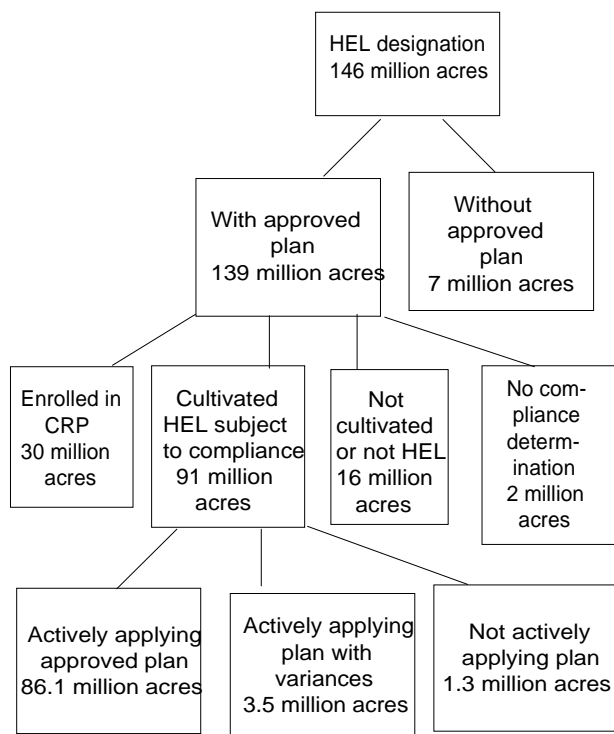 HEL designation
146 million acres
With approved
plan
139 million acres
Without
approved
plan
7 million acres
Enrolled in
CRP
30 million
acres
Cultivated
HEL subject
to compliance
91 million
acres
Not
cultivated
or not HEL
16 million
acres
No com-
pliance
determ-
ination
2 million
acres
Actively applying
approved plan
86.1 million acres
Actively applying
plan with
variances
3.5 million acres
Not actively
applying plan
1.3 million acres